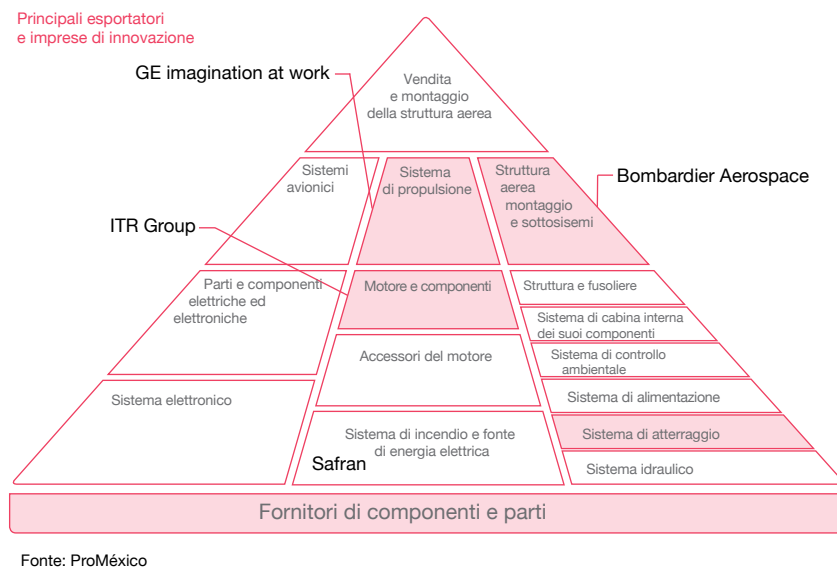 Principali esportatori
e imprese di innovazione
GE imagination at work
Vendita
e montaggio
della struttura aerea
Sistemi
avionici
Sistema
di propulsione
Struttura
aerea
montaggio
e sottosisemi
Bombardier Aerospace
ITR Group
Parti e componenti
elettriche ed
elettroniche
Motore e componenti
Struttura e fusoliere
Sistema di cabina interna
dei suoi componenti
Accessori del motore
Sistema di controllo
ambientale
Sistema elettronico
Sistema di alimentazione
Sistema di incendio e fonte
di energia elettrica
Safran
Sistema di atterraggio
Sistema idraulico
Fornitori di componenti e parti
Fonte: ProMéxico